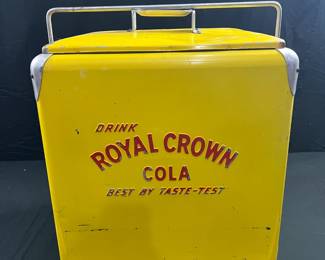 DRINK
ROYAL CROWN
COLA
BEST BY TASTE-TEST